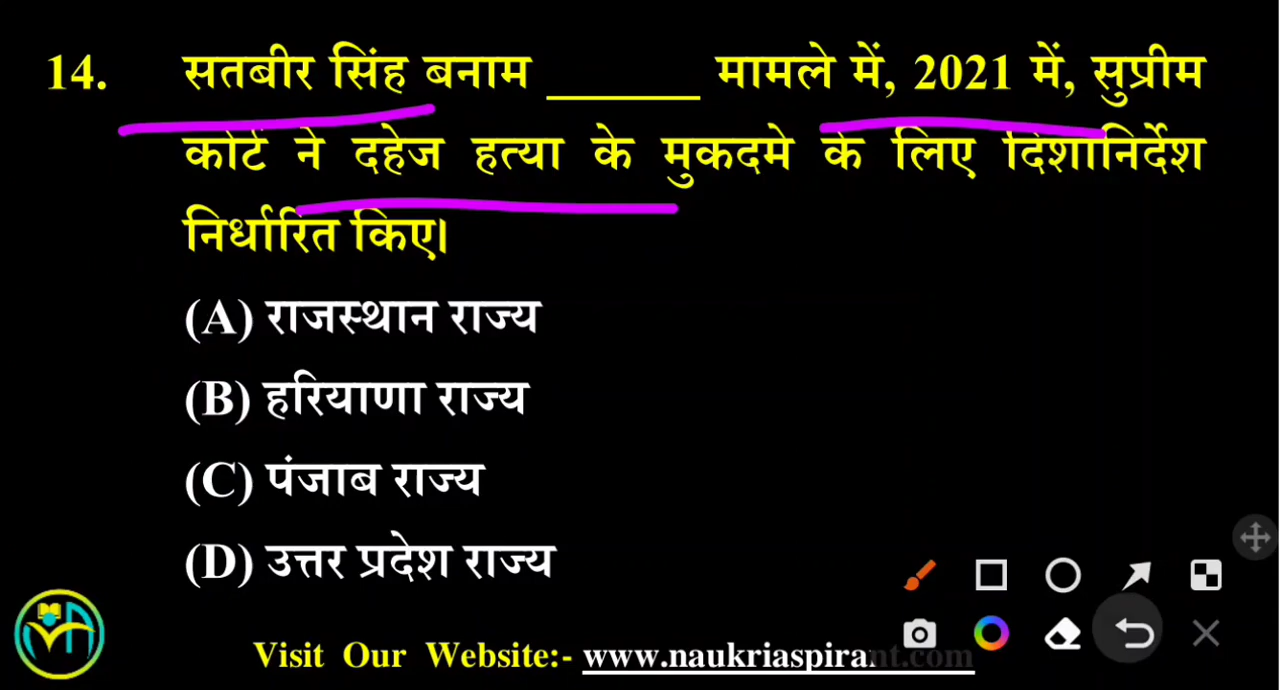 14. सतबीर सिंह बनाम ______ मामले में, 2021 में, सुप्रीम
कोर्ट ने दहेज हत्या के मुकदमे के लिए दिशानिर्देश
निर्धारित किए।
(A) राजस्थान राज्य
(B) हरियाणा राज्य
(C) पंजाब राज्य
(D) उत्तर प्रदेश राज्य
Visit Our Website:- www.naukriaspirant.com